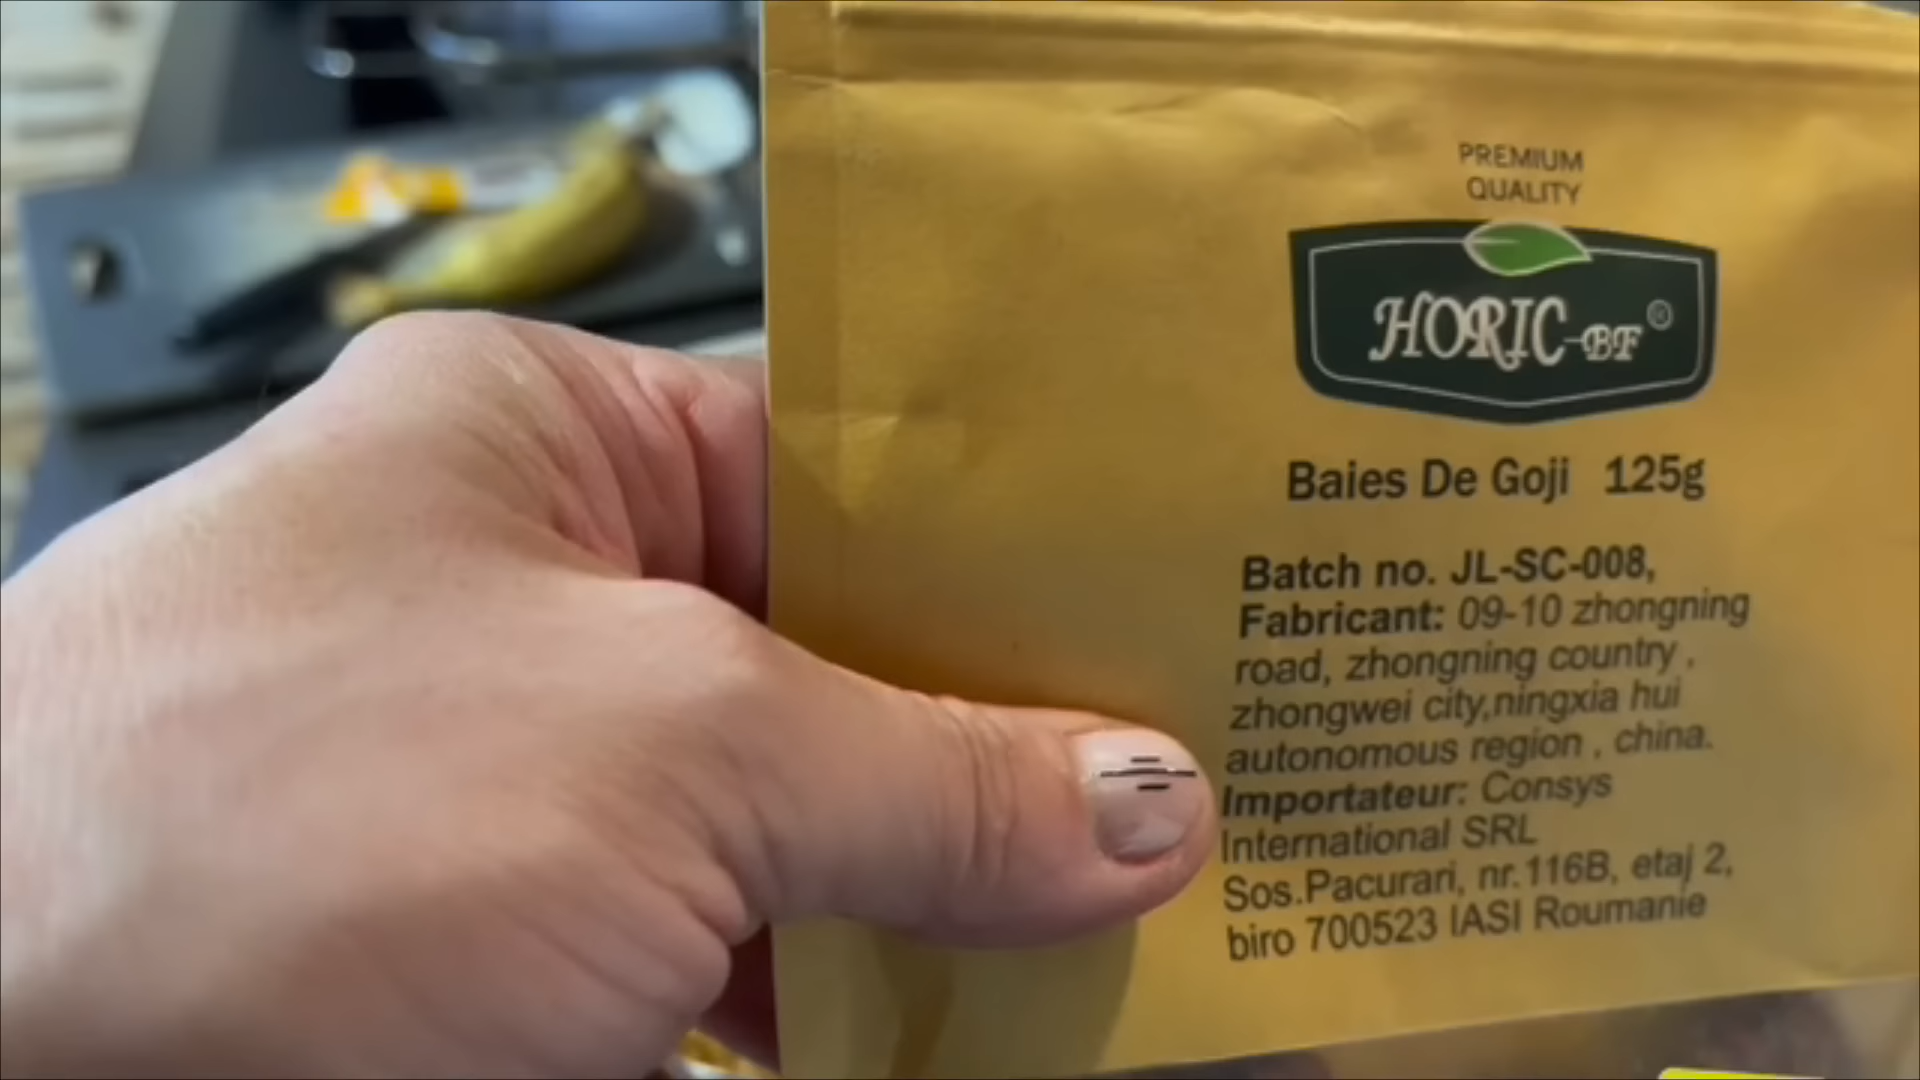 PREMIUM
QUALITY
HORIC-BF®
Baies De Goji 125g
Batch no. JL-SC-008,
Fabricant: 09-10 zhongning
road, zhongning country ,
zhongwei city,ningxia hui
autonomous region , china.
Importateur: Consys
International SRL
Sos.Pacurari, nr.116B, etaj 2,
biro 700523 IASI Roumanie